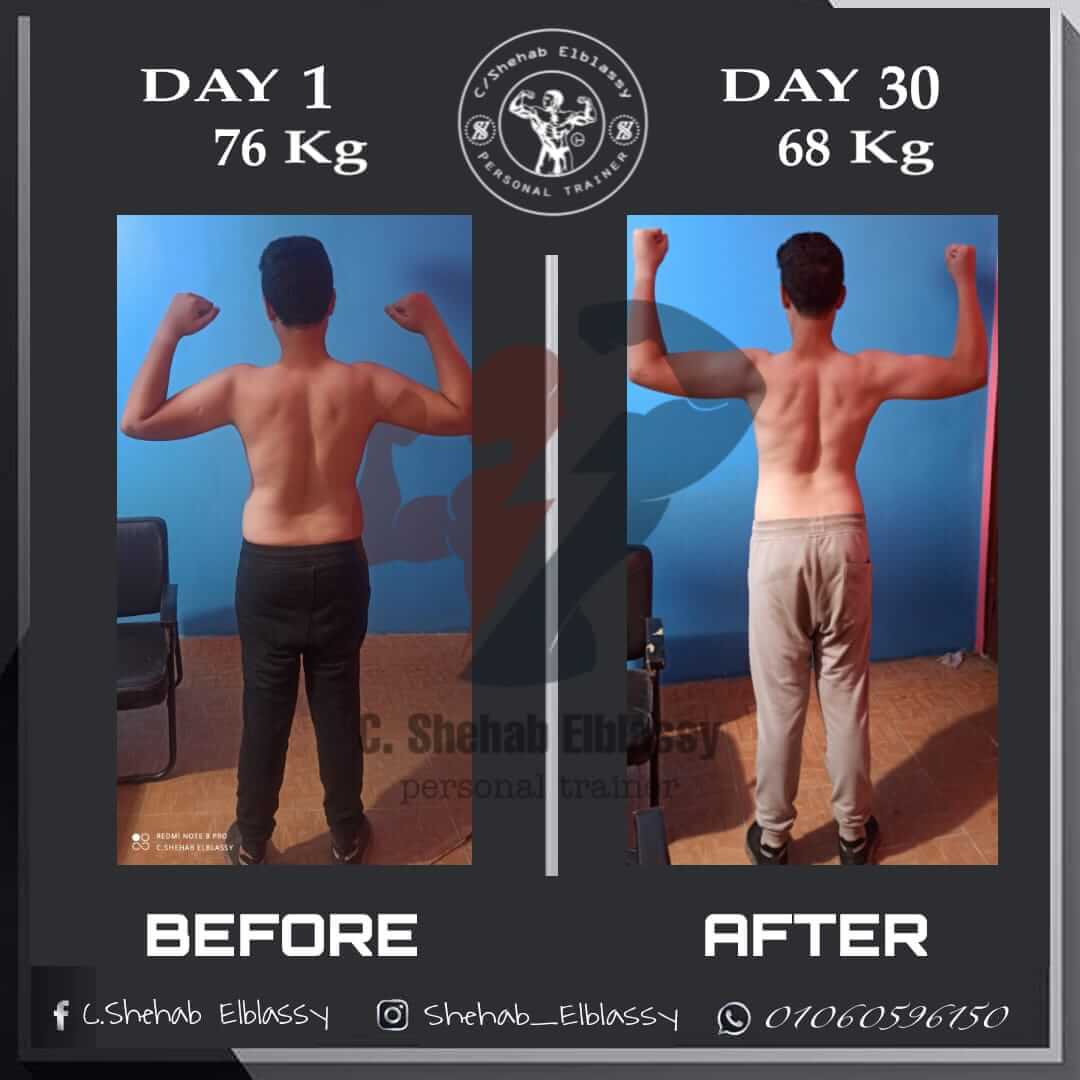 DAY 1
76 Kg
C/Shehab Elblassy
PERSONAL TRAINER
DAY 30
68 Kg
C. Shehab Elblassy
personal trainer
REDMI NOTE 8 PRO
C.SHEHAB ELBLASSY
BEFORE
AFTER
C.Shehab Elblassy
Shehab_Elblassy
01060596150